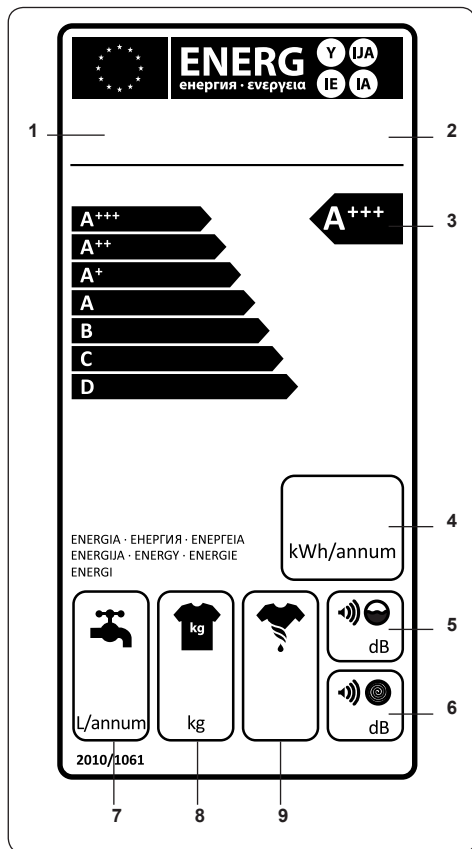 ENERG
Y IJA
IE IA
енергия · ενεργεια
1
2
A+++
3
A+++
A++
A+
A
B
C
D
4
kWh/annum
ENERGIA · ЕНЕРГИЯ · ΕΝΕΡΓΕΙΑ
ENERGIJA · ENERGY · ENERGIE
ENERGI
kg
5
dB
6
dB
L/annum
kg
2010/1061
7
8
9